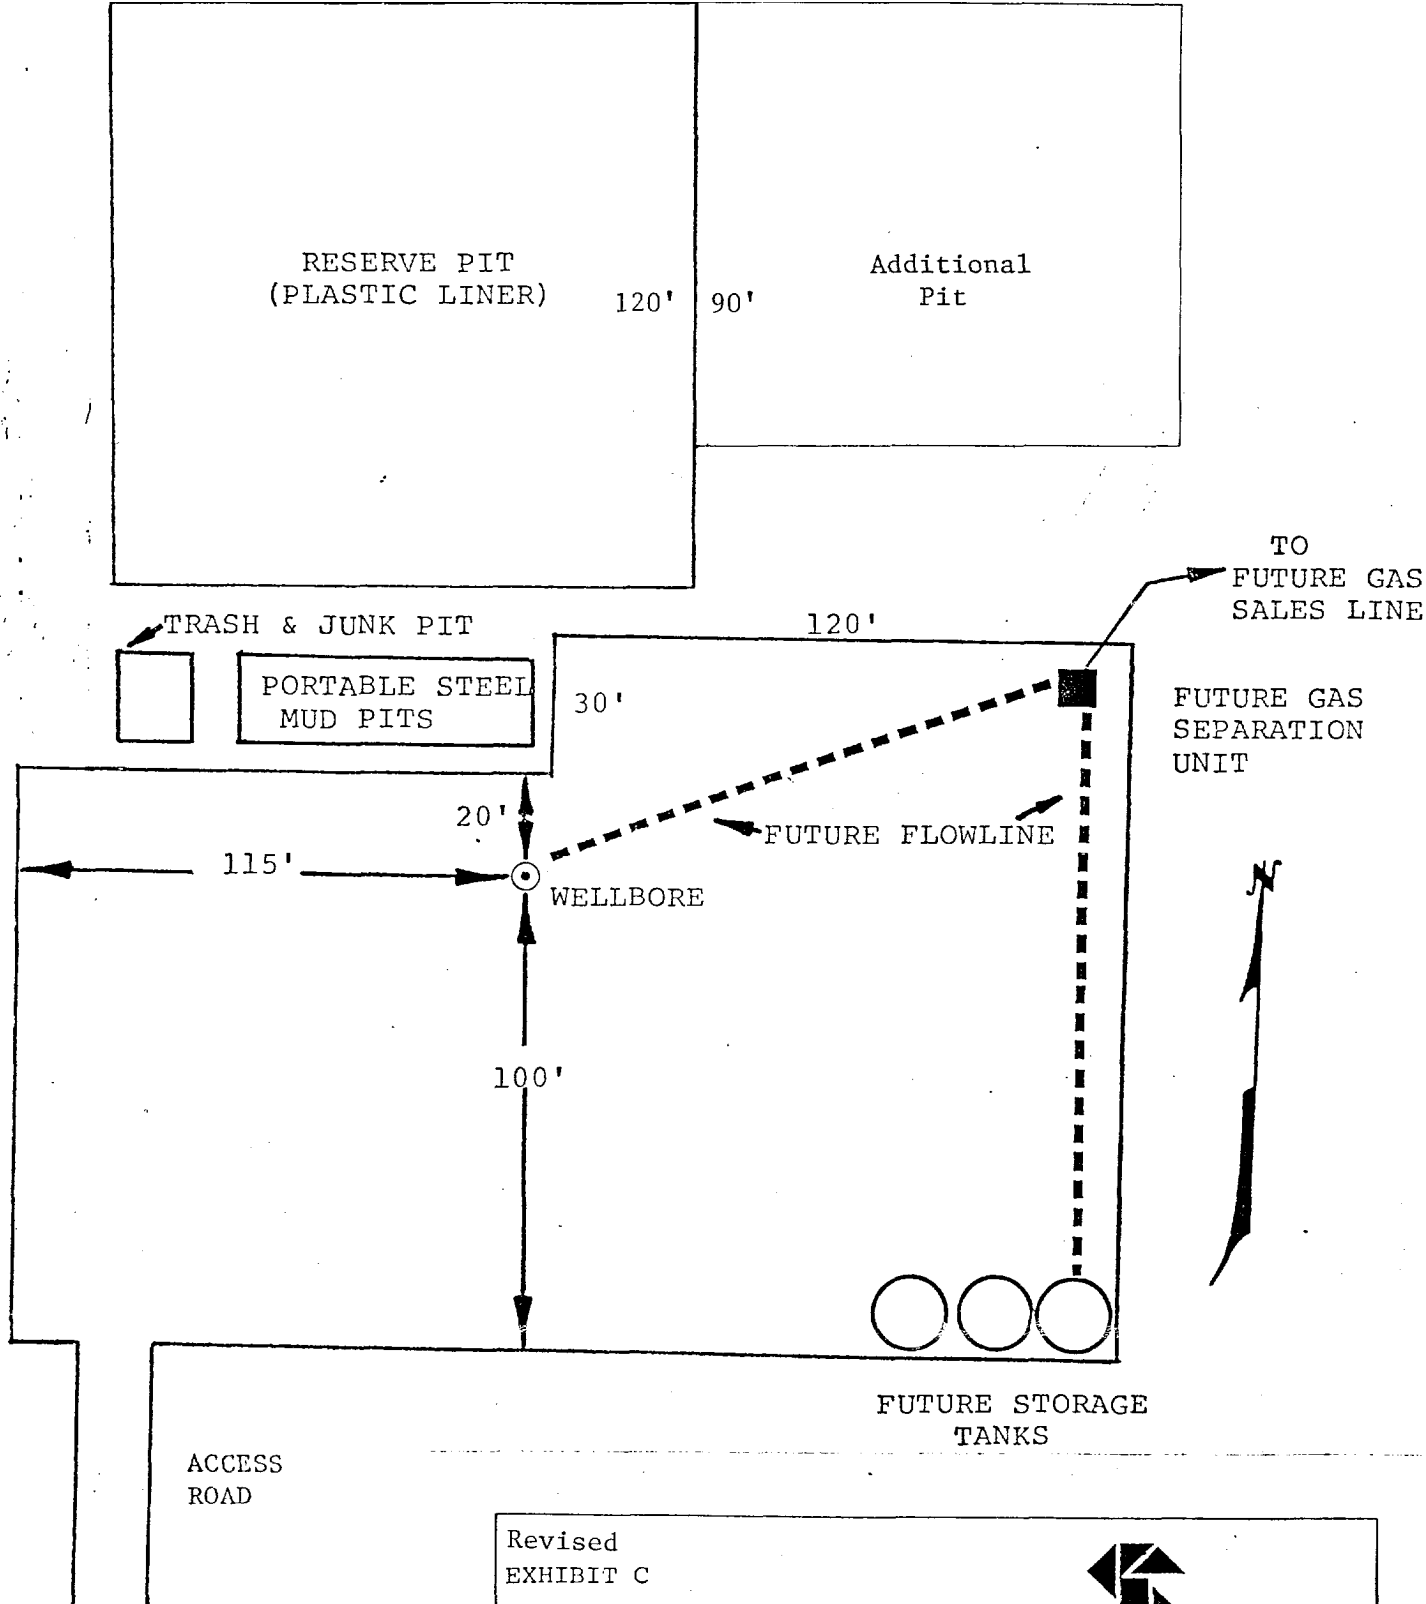 RESERVE PIT
(PLASTIC LINER)
120'
90'
Additional
Pit
TO
FUTURE GAS
SALES LINE
TRASH & JUNK PIT
120'
PORTABLE STEEL
MUD PITS
30'
FUTURE GAS
SEPARATION
UNIT
20'
FUTURE FLOWLINE
115'
WELLBORE
N
100'
FUTURE STORAGE
TANKS
ACCESS
ROAD
Revised
EXHIBIT C